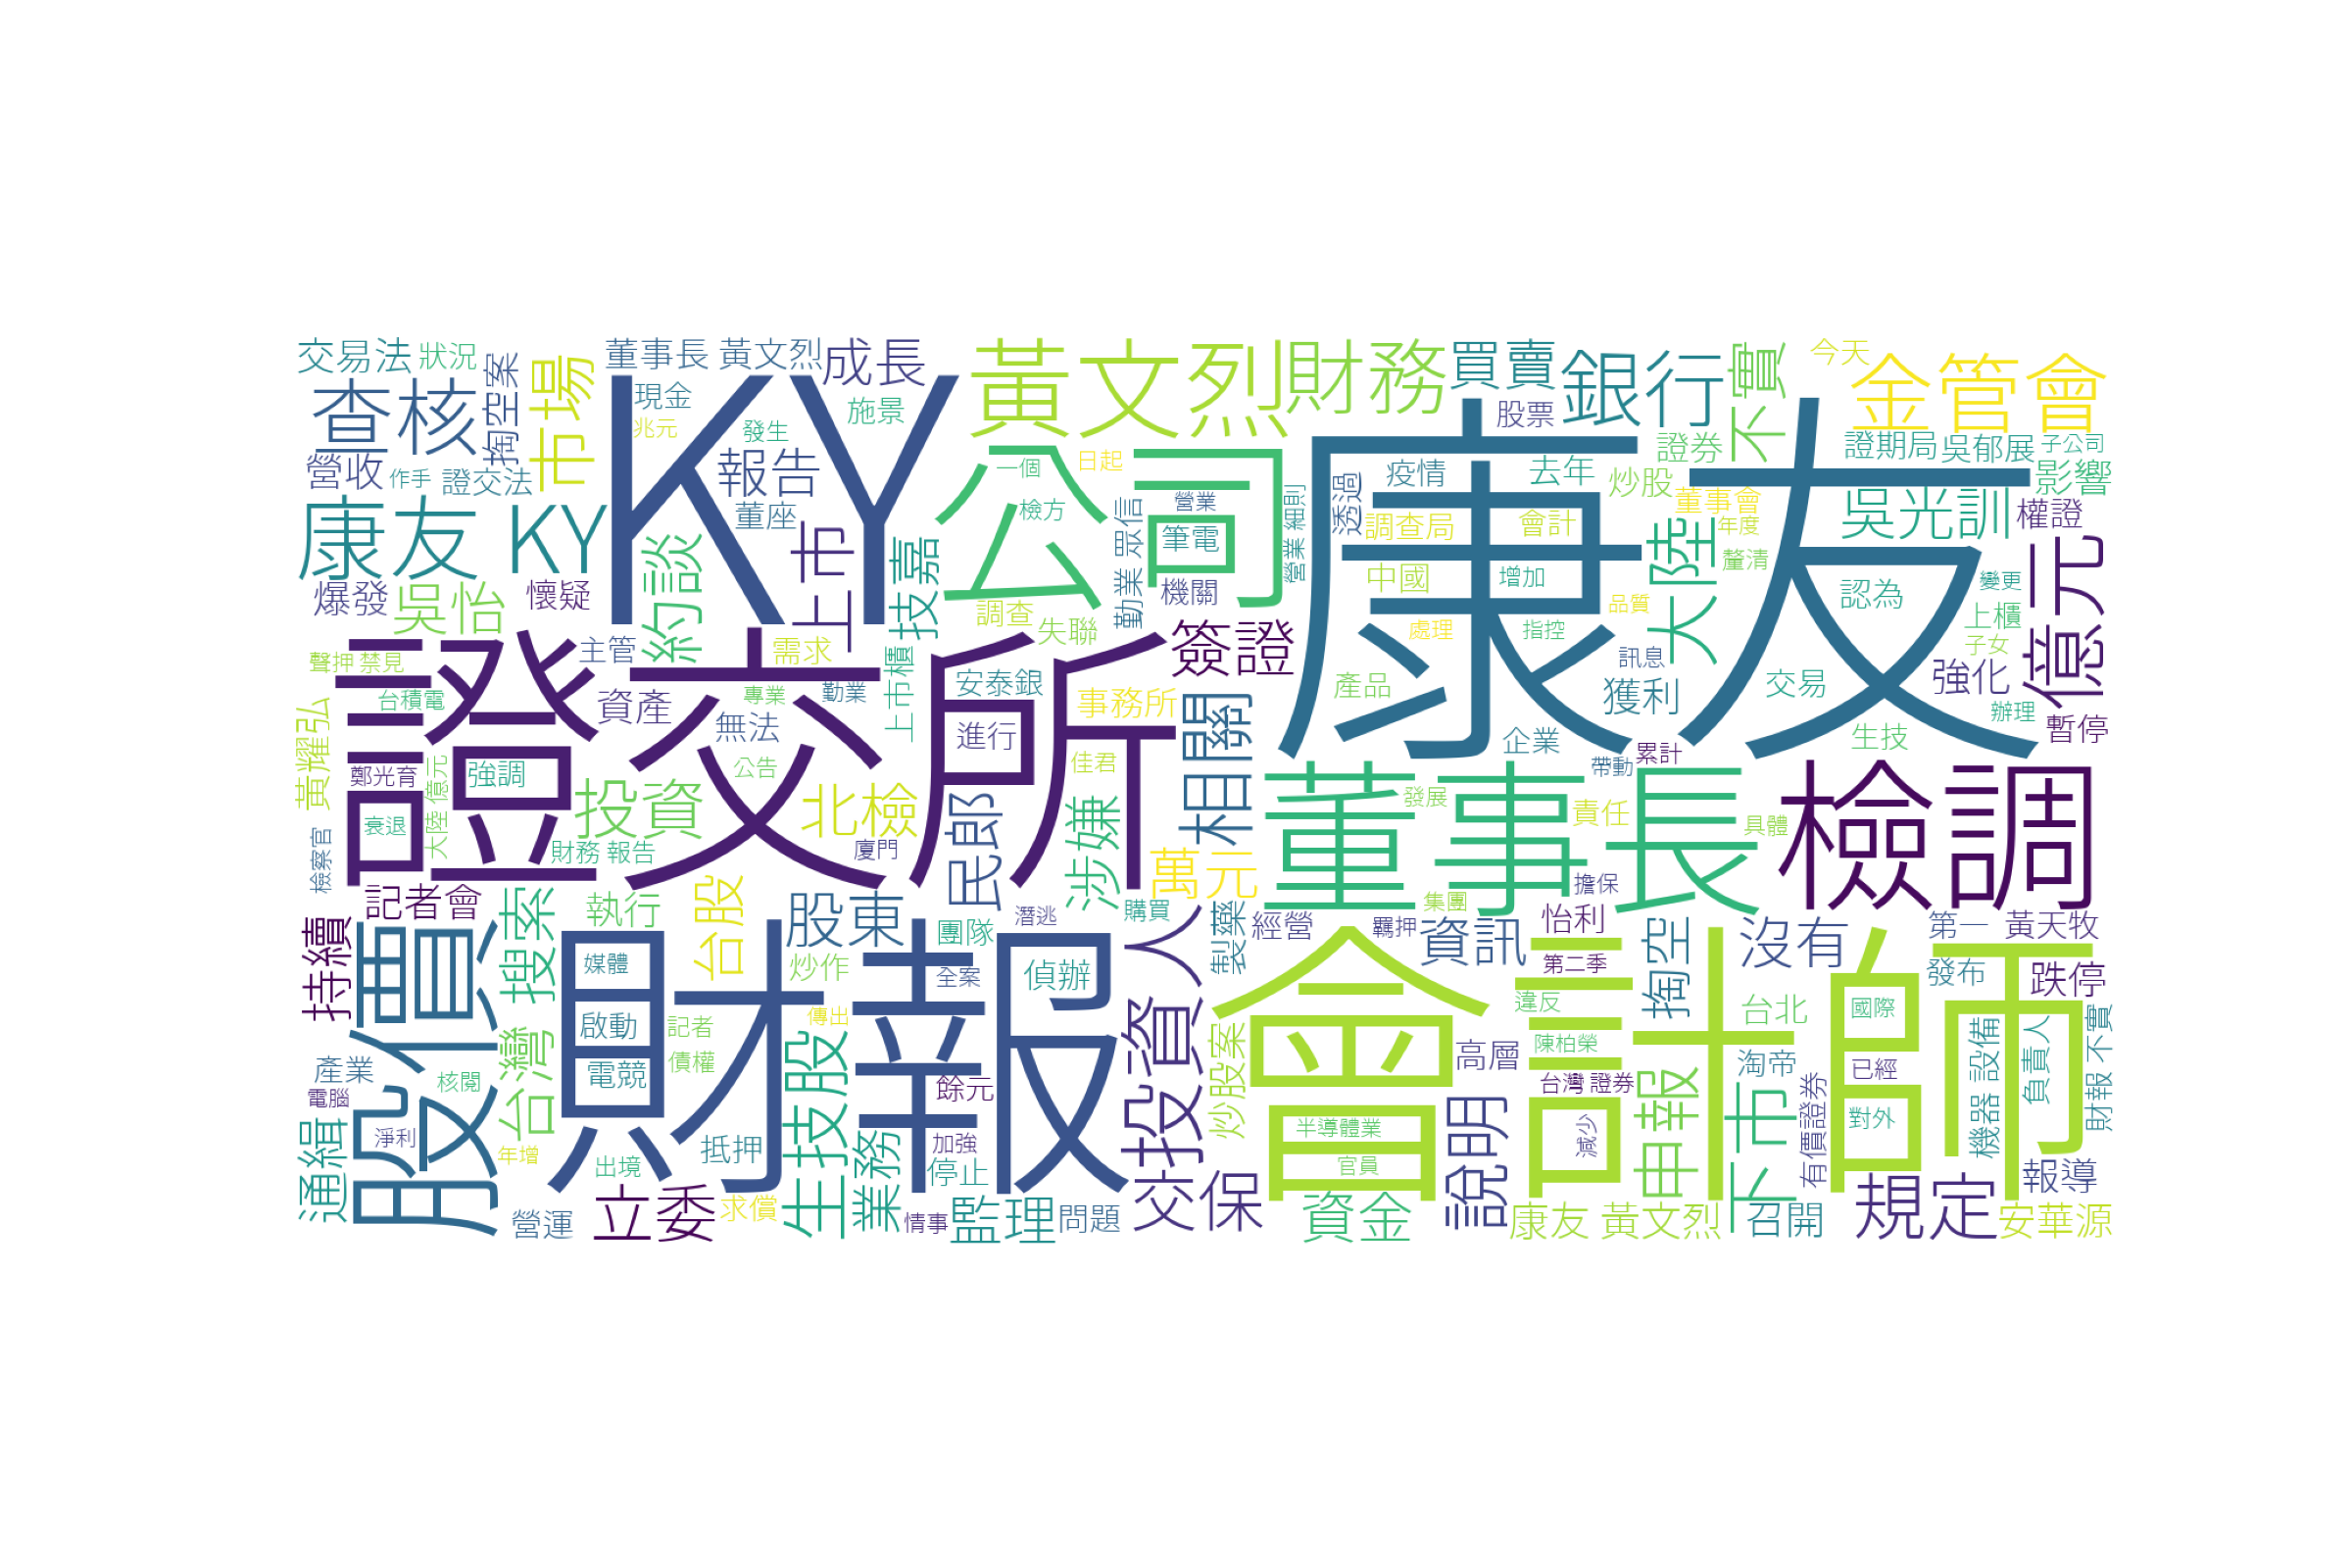 交易法
狀況
掏空案
市場
董事長 黃文烈
成長
黃文烈
財務
買賣
銀行
不實
今天
金管會
查核
現金
施景
兆元
發生
KY
股票
證券
證期局
吳郁展
子公司
營收
作手
證交法
報告
公司
一個
日起
康友
疫情
去年
炒股
影響
董座
檢方
勤業 眾信
營業
營業 細則
透過
調查局
會計
董事會
年度
吳光訓
權證
康友 KY
上市
技嘉
筆電
大陸
釐清
億元
爆發
吳怡
懷疑
約談
調查
失聯
機關
中國
增加
品質
認為
變更
上櫃
子女
主管
需求
證交所
簽證
處理
指控
訊息
聲押 禁見
台積電
資產
專業
勤業
上市櫃
安泰銀
事務所
相關
產品
獲利
交易
強化
辦理
黃耀弘
無法
進行
企業
累計
生技
暫停
鄭光育
大陸 億元
強調
公告
佳君
帶動
檢察官
衰退
投資
北檢
民郎
涉嫌
董事長
發展
責任
具體
檢調
財務 報告
廈門
萬元
記者會
搜索
執行
台股
股東
團隊
潛逃
購買
投資人
製藥
經營
集團
羈押
擔保
怡利
資訊
掏空
沒有
第一
黃天牧
持續
股價
媒體
財報
炒作
全案
偵辦
會計師
第二季
發布
跌停
台灣
啟動
記者
傳出
違反
台北
國際
產業
電腦
核閱
電競
債權
生技股
餘元
炒股案
高層
陳柏榮
申報
下市
淘帝
已經
機器 設備
負責人
財報 不實
通緝
淨利
年增
出境
抵押
業務
加強
停止
交保
半導體業
減少
台灣 證券
說明
有價證券
對外
官員
報導
營運
立委
求償
情事
監理
問題
資金
康友 黃文烈
召開
規定
安華源